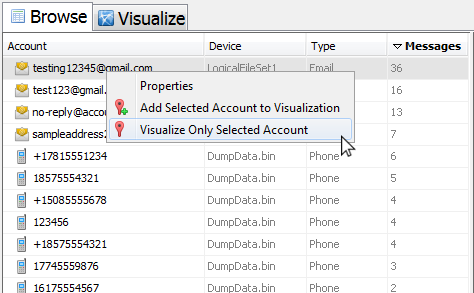 Browse Visualize
Account Device Type Messages
testing12345@gmail.com LogicalFileSet1 Email 36
Properties
test123@gmail 16
Add Selected Account to Visualization
no-reply@acco 13
Visualize Only Selected Account
sampleaddress2 7
+17815551234 DumpData.bin Phone 6
18575554321 DumpData.bin Phone 5
+15085555678 DumpData.bin Phone 4
123456 DumpData.bin Phone 4
+18575554321 DumpData.bin Phone 4
17745559876 DumpData.bin Phone 3
16175554567 DumpData.bin Phone 2